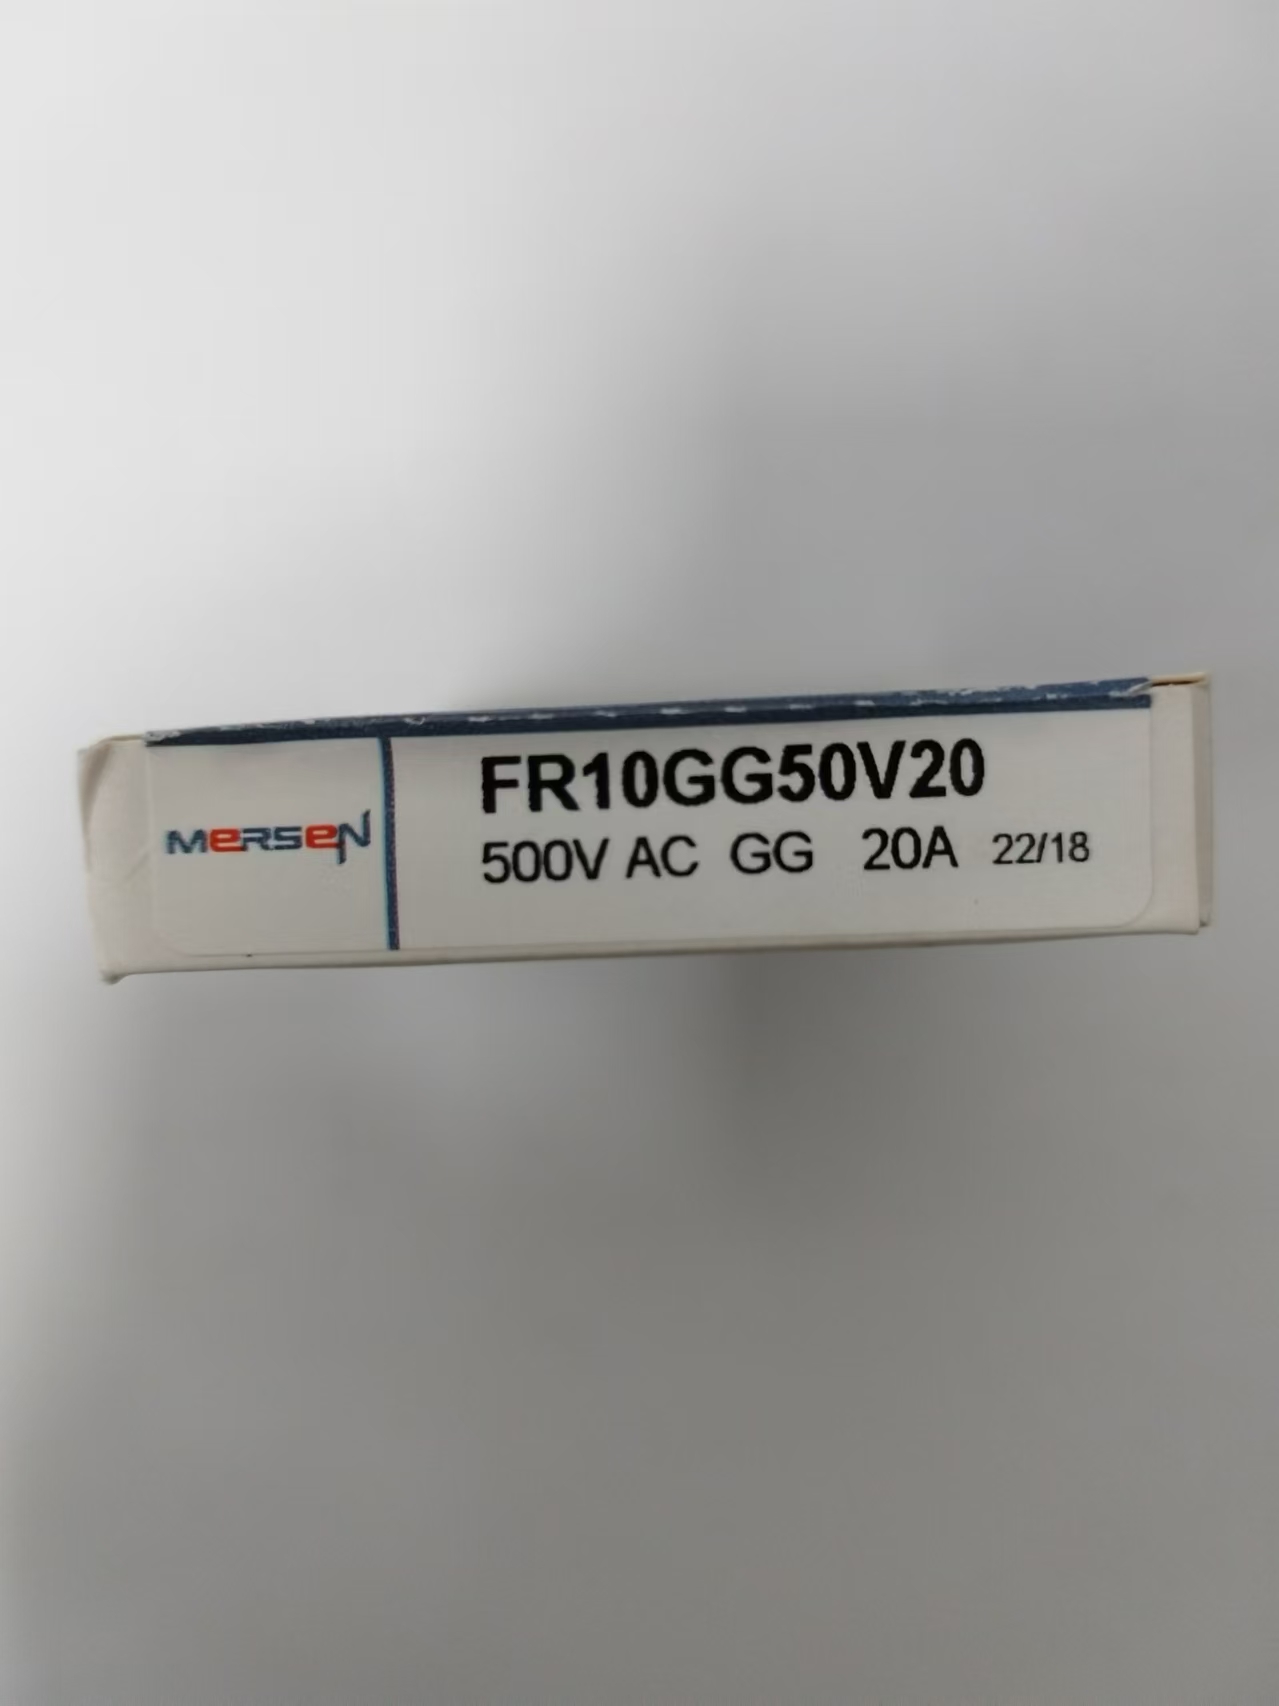 MERSEN
FR10GG50V20
500V AC GG 20A 22/18